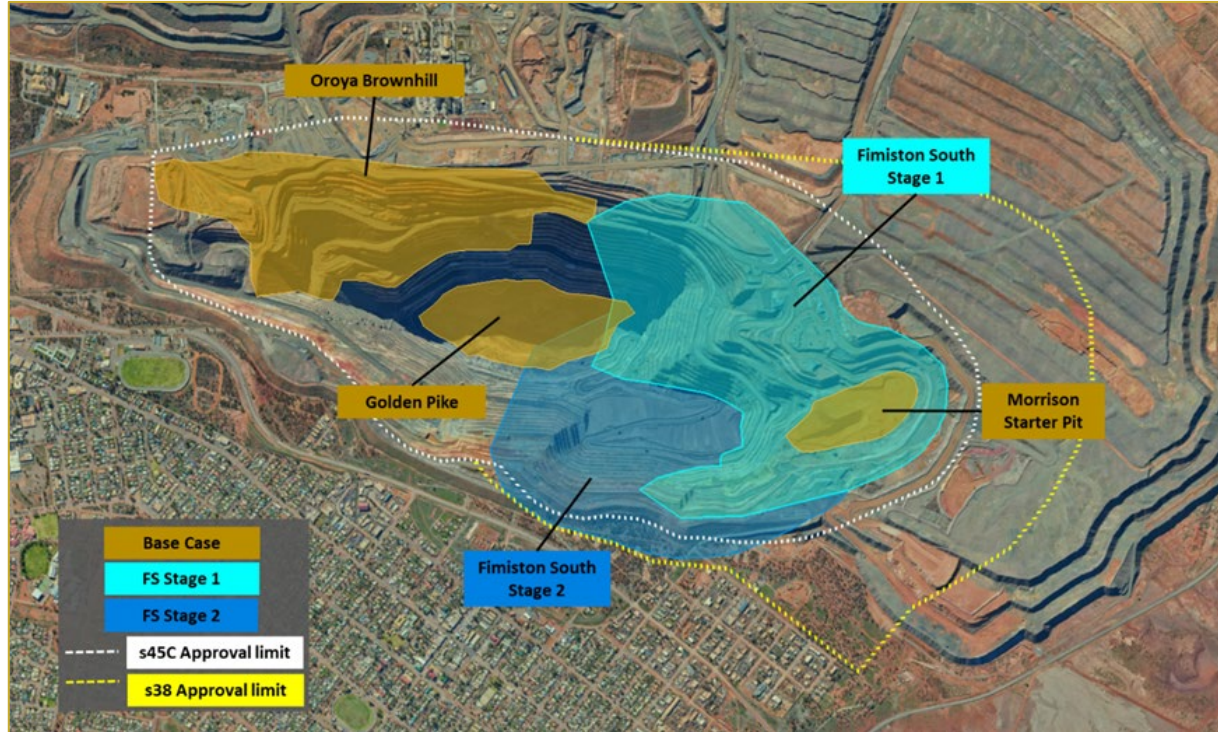 Oroya Brownhill
Fimiston South
Stage 1
Golden Pike
Morrison
Starter Pit
Fimiston South
Stage 2
Base Case
FS Stage 1
FS Stage 2
s45C Approval limit
s38 Approval limit